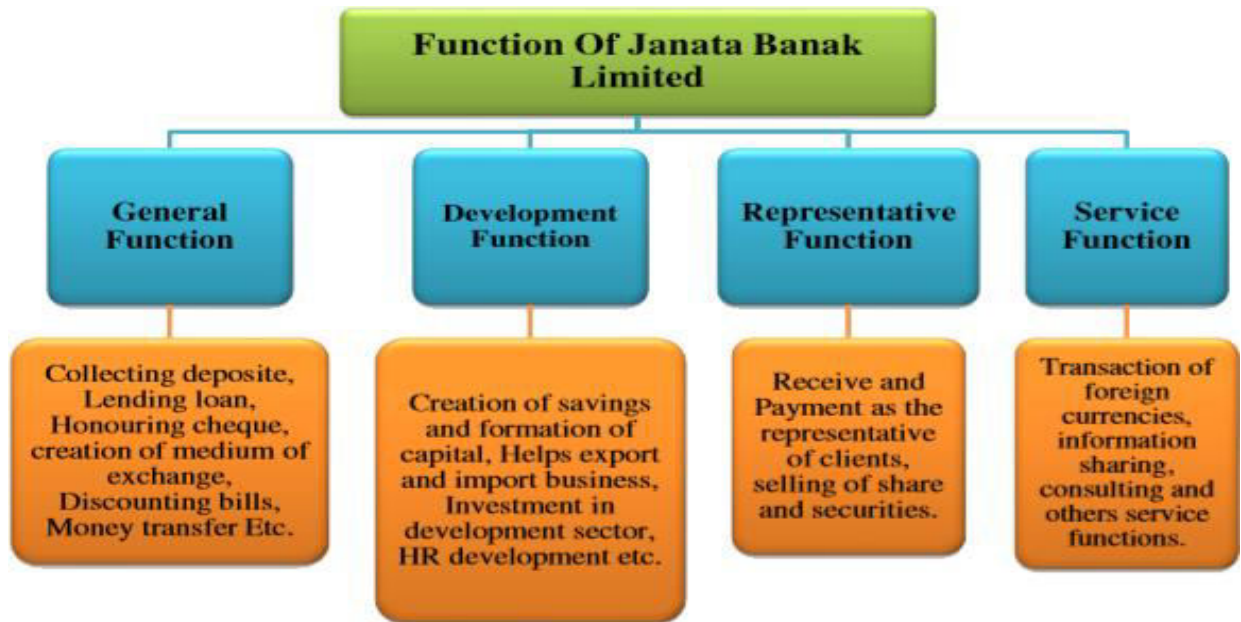 Function Of Janata Banak
Limited
General
Function
Development
Function
Representative
Function
Service
Function
Collecting deposite,
Lending loan,
Honouring cheque,
creation of medium of
exchange,
Discounting bills,
Money transfer Etc.
Creation of savings
and formation of
capital, Helps export
and import business,
Investment in
development sector,
HR development etc.
Receive and
Payment as the
representative
of clients,
selling of share
and securities.
Transaction of
foreign
currencies,
information
sharing,
consulting and
others service
functions.